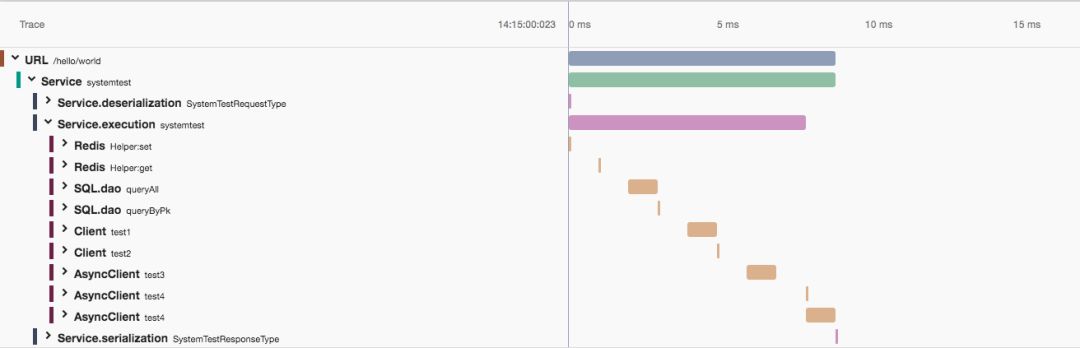 Trace 14:15:00:023 0 ms 5 ms 10 ms 15 ms
URL /hello/world
Service systemtest
Service.deserialization SystemTestRequestType
Service.execution systemtest
Redis Helper:set
Redis Helper:get
SQL.dao queryAll
SQL.dao queryByPk
Client test1
Client test2
AsyncClient test3
AsyncClient test4
AsyncClient test4
Service.serialization SystemTestResponseType